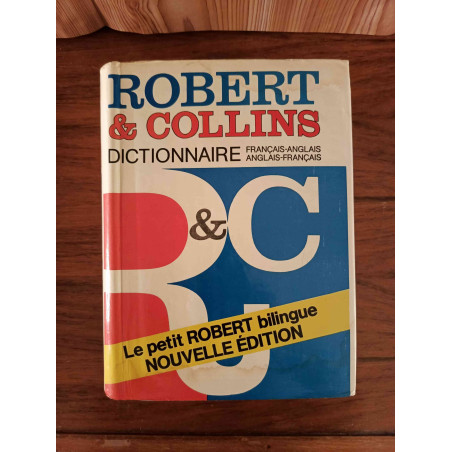 ROBERT
& COLLINS
DICTIONNAIRE FRANÇAIS-ANGLAIS
ANGLAIS-FRANÇAIS
R&C
Le petit ROBERT bilingue
NOUVELLE ÉDITION